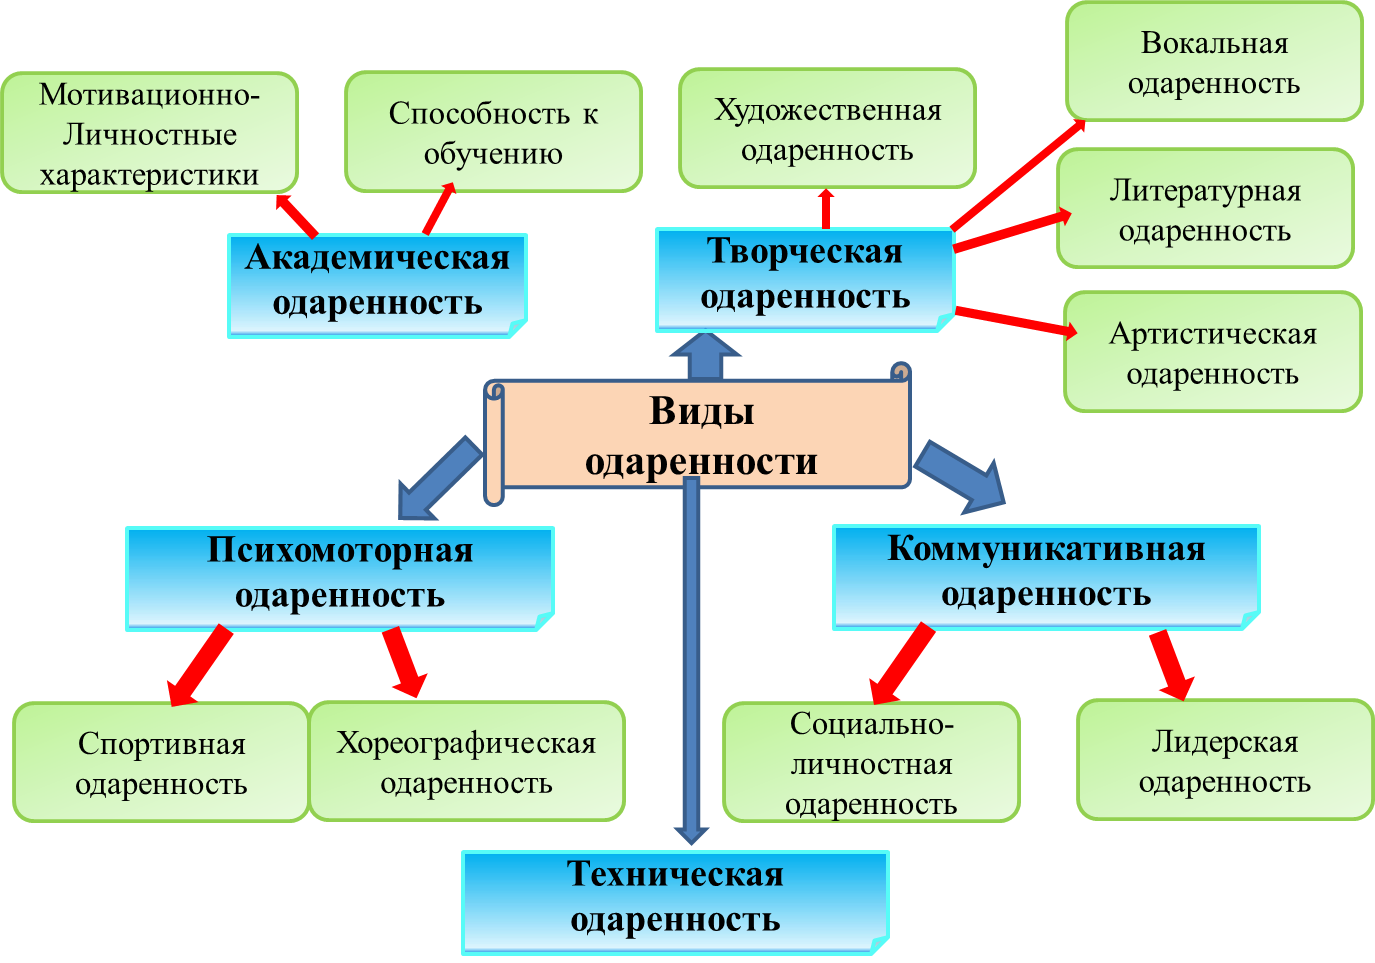 Вокальная
одаренность
Мотивационно-
Личностные
характеристики
Способность к
обучению
Художественная
одаренность
Литературная
одаренность
Академическая
одаренность
Творческая
одаренность
Артистическая
одаренность
Виды
одаренности
Психомоторная
одаренность
Коммуникативная
одаренность
Спортивная
одаренность
Хореографическая
одаренность
Социально-
личностная
одаренность
Лидерская
одаренность
Техническая
одаренность